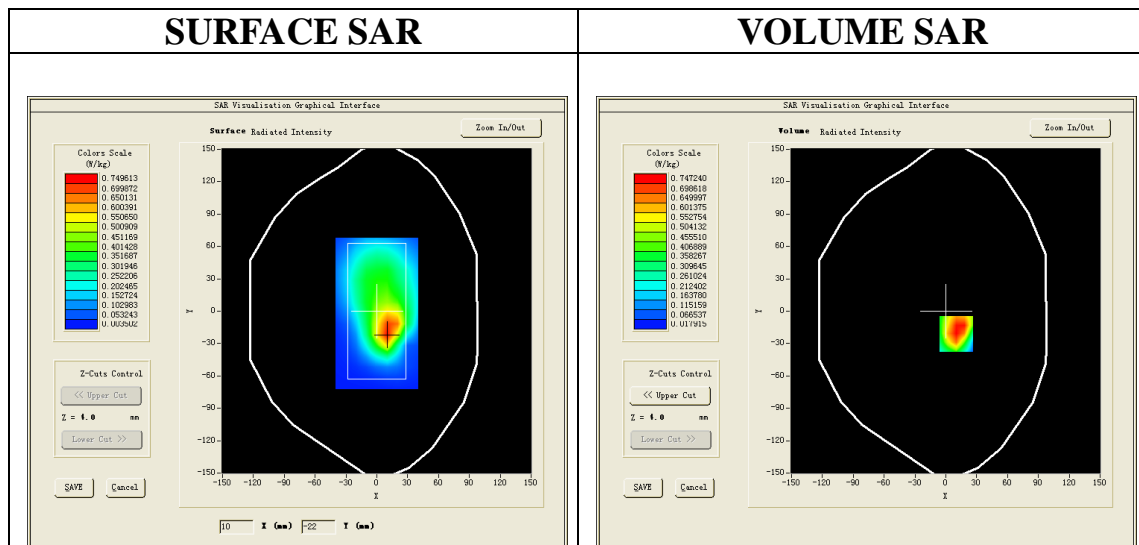 SURFACE SAR
VOLUME SAR
SAR Visualisation Graphical Interface
Surface Radiated Intensity
Zoom In/Out
Colors Scale
(W/kg)
0.749613
0.699872
0.650131
0.600391
0.550650
0.500909
0.451169
0.401428
0.351687
0.301946
0.252206
0.202465
0.152724
0.102983
0.053243
0.003502
150
120
90
60
30
0
-30
-60
-90
-120
-150
Y
-150 -120 -90 -60 -30 0 30 60 90 120 150
X
Z-Cuts Control
<< Upper Cut
Z = 4.0 mm
Lower Cut >>
SAVE Cancel
10 X (mm) -22 Y (mm)
SAR Visualisation Graphical Interface
Volume Radiated Intensity
Zoom In/Out
Colors Scale
(W/kg)
0.747240
0.698618
0.649997
0.601375
0.552754
0.504132
0.455510
0.406889
0.358267
0.309645
0.261024
0.212402
0.163780
0.115159
0.066537
0.017915
150
120
90
60
30
0
-30
-60
-90
-120
-150
Y
-150 -120 -90 -60 -30 0 30 60 90 120 150
X
Z-Cuts Control
<< Upper Cut
Z = 4.0 mm
Lower Cut >>
SAVE Cancel